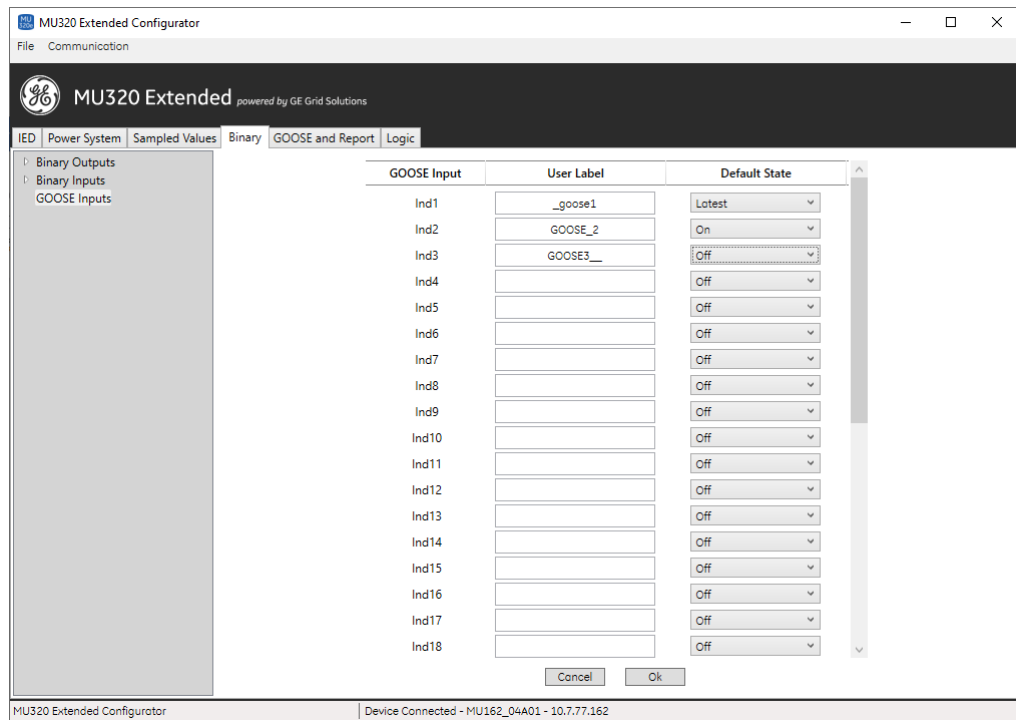 MU 320e MU320 Extended Configurator
File Communication
GE MU320 Extended powered by GE Grid Solutions
IED Power System Sampled Values Binary GOOSE and Report Logic
Binary Outputs
Binary Inputs
GOOSE Inputs
GOOSE Input User Label Default State
Ind1 _goose1 Latest
Ind2 GOOSE_2 On
Ind3 GOOSE3__ Off
Ind4 Off
Ind5 Off
Ind6 Off
Ind7 Off
Ind8 Off
Ind9 Off
Ind10 Off
Ind11 Off
Ind12 Off
Ind13 Off
Ind14 Off
Ind15 Off
Ind16 Off
Ind17 Off
Ind18 Off
Cancel Ok
MU320 Extended Configurator Device Connected - MU162_04A01 - 10.7.77.162